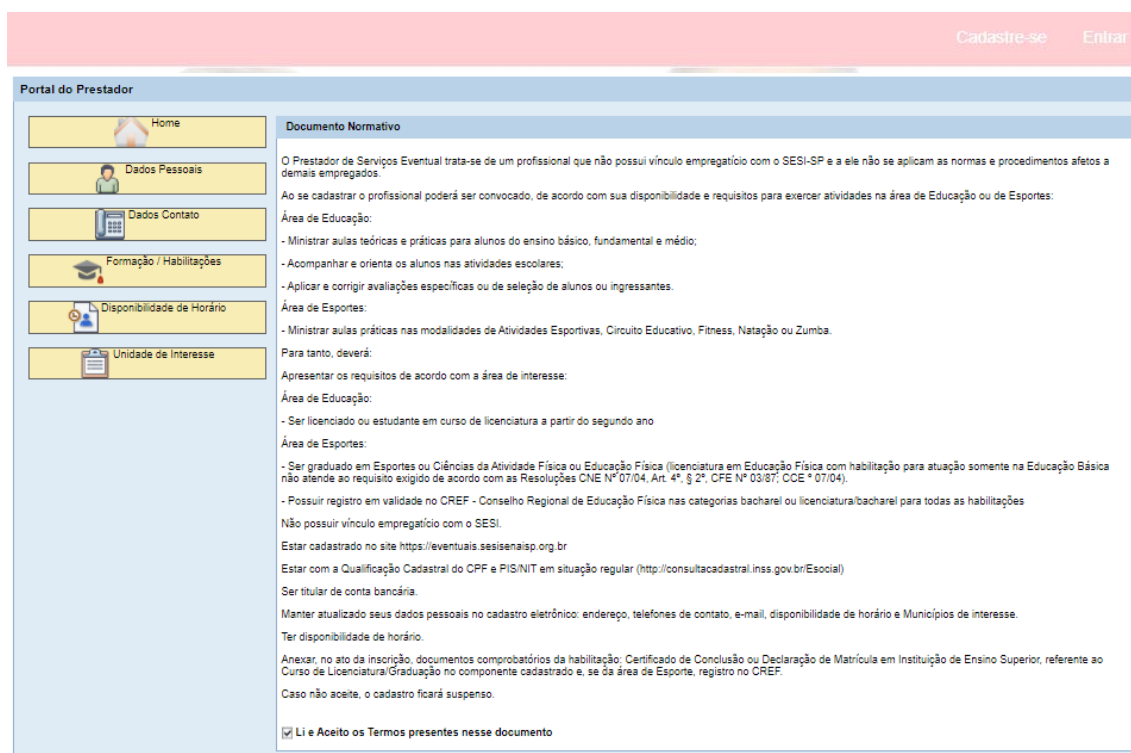 Cadastre-se Entrar
Portal do Prestador
Home
Dados Pessoais
Dados Contato
Formação / Habilitações
Disponibilidade de Horário
Unidade de Interesse
Documento Normativo
O Prestador de Serviços Eventual trata-se de um profissional que não possui vínculo empregatício com o SESI-SP e a ele não se aplicam as normas e procedimentos afetos a
demais empregados.
Ao se cadastrar o profissional poderá ser convocado, de acordo com sua disponibilidade e requisitos para exercer atividades na área de Educação ou de Esportes:
Área de Educação:
- Ministrar aulas teóricas e práticas para alunos do ensino básico, fundamental e médio;
- Acompanhar e orienta os alunos nas atividades escolares;
- Aplicar e corrigir avaliações específicas ou de seleção de alunos ou ingressantes.
Área de Esportes:
- Ministrar aulas práticas nas modalidades de Atividades Esportivas, Circuito Educativo, Fitness, Natação ou Zumba.
Para tanto, deverá:
Apresentar os requisitos de acordo com a área de interesse:
Área de Educação:
- Ser licenciado ou estudante em curso de licenciatura a partir do segundo ano
Área de Esportes:
- Ser graduado em Esportes ou Ciências da Atividade Física ou Educação Física (licenciatura em Educação Física com habilitação para atuação somente na Educação Básica
não atende ao requisito exigido de acordo com as Resoluções CNE Nº 07/04, Art. 4º, § 2º, CFE Nº 03/87; CCE º 07/04).
- Possuir registro em validade no CREF - Conselho Regional de Educação Física nas categorias bacharel ou licenciatura/bacharel para todas as habilitações
Não possuir vínculo empregatício com o SESI.
Estar cadastrado no site https://eventuais.sesisenaisp.org.br
Estar com a Qualificação Cadastral do CPF e PIS/NIT em situação regular (http://consultacadastral.inss.gov.br/Esocial)
Ser titular de conta bancária.
Manter atualizado seus dados pessoais no cadastro eletrônico: endereço, telefones de contato, e-mail, disponibilidade de horário e Municípios de interesse.
Ter disponibilidade de horário.
Anexar, no ato da inscrição, documentos comprobatórios da habilitação: Certificado de Conclusão ou Declaração de Matrícula em Instituição de Ensino Superior, referente ao
Curso de Licenciatura/Graduação no componente cadastrado e, se da área de Esporte, registro no CREF.
Caso não aceite, o cadastro ficará suspenso.
Li e Aceito os Termos presentes nesse documento